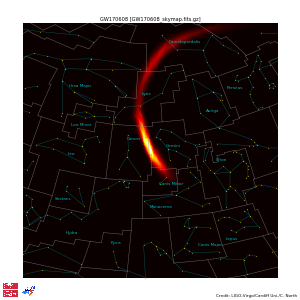 GW170608 [GW170608_skymap.fits.gz]
Camelopardalis
Ursa Major
Lynx
Perseus
Auriga
Leo Minor
Cancer
Gemini
Leo
Orion
Canis Minor
Sextans
Monoceros
Hydra
Pyxis
Canis Major
Lepus
Credit: LIGO-Virgo/Cardiff Uni./C. North